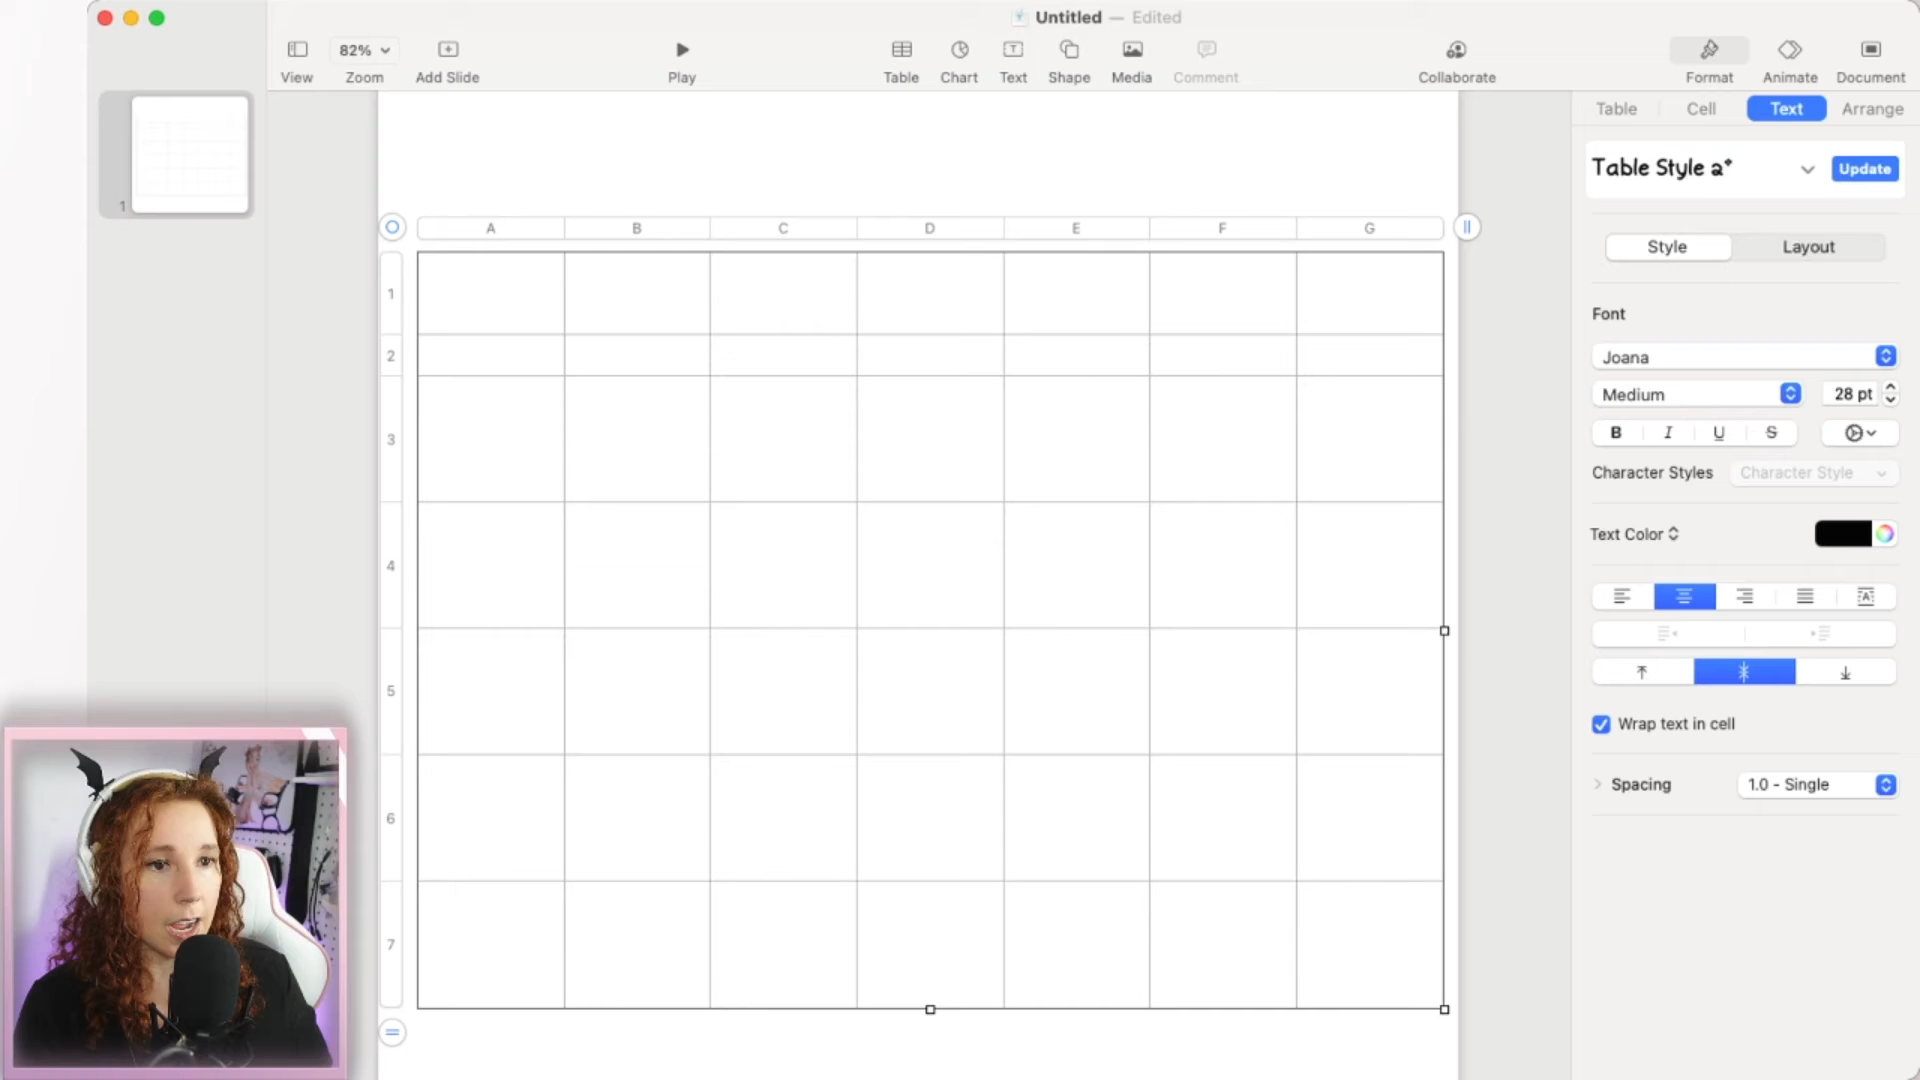 Untitled — Edited
82%
View
Zoom
Add Slide
Play
Table
Chart
Text
Shape
Media
Comment
Collaborate
Format
Animate
Document
Table
Cell
Text
Arrange
1
Table Style a*
Update
A B C D E F G
Style
Layout
1
Font
2
Joana
Medium
28 pt
B I U S
3
Character Styles
Character Style
Text Color
4
5
Wrap text in cell
Spacing
1.0 - Single
6
7